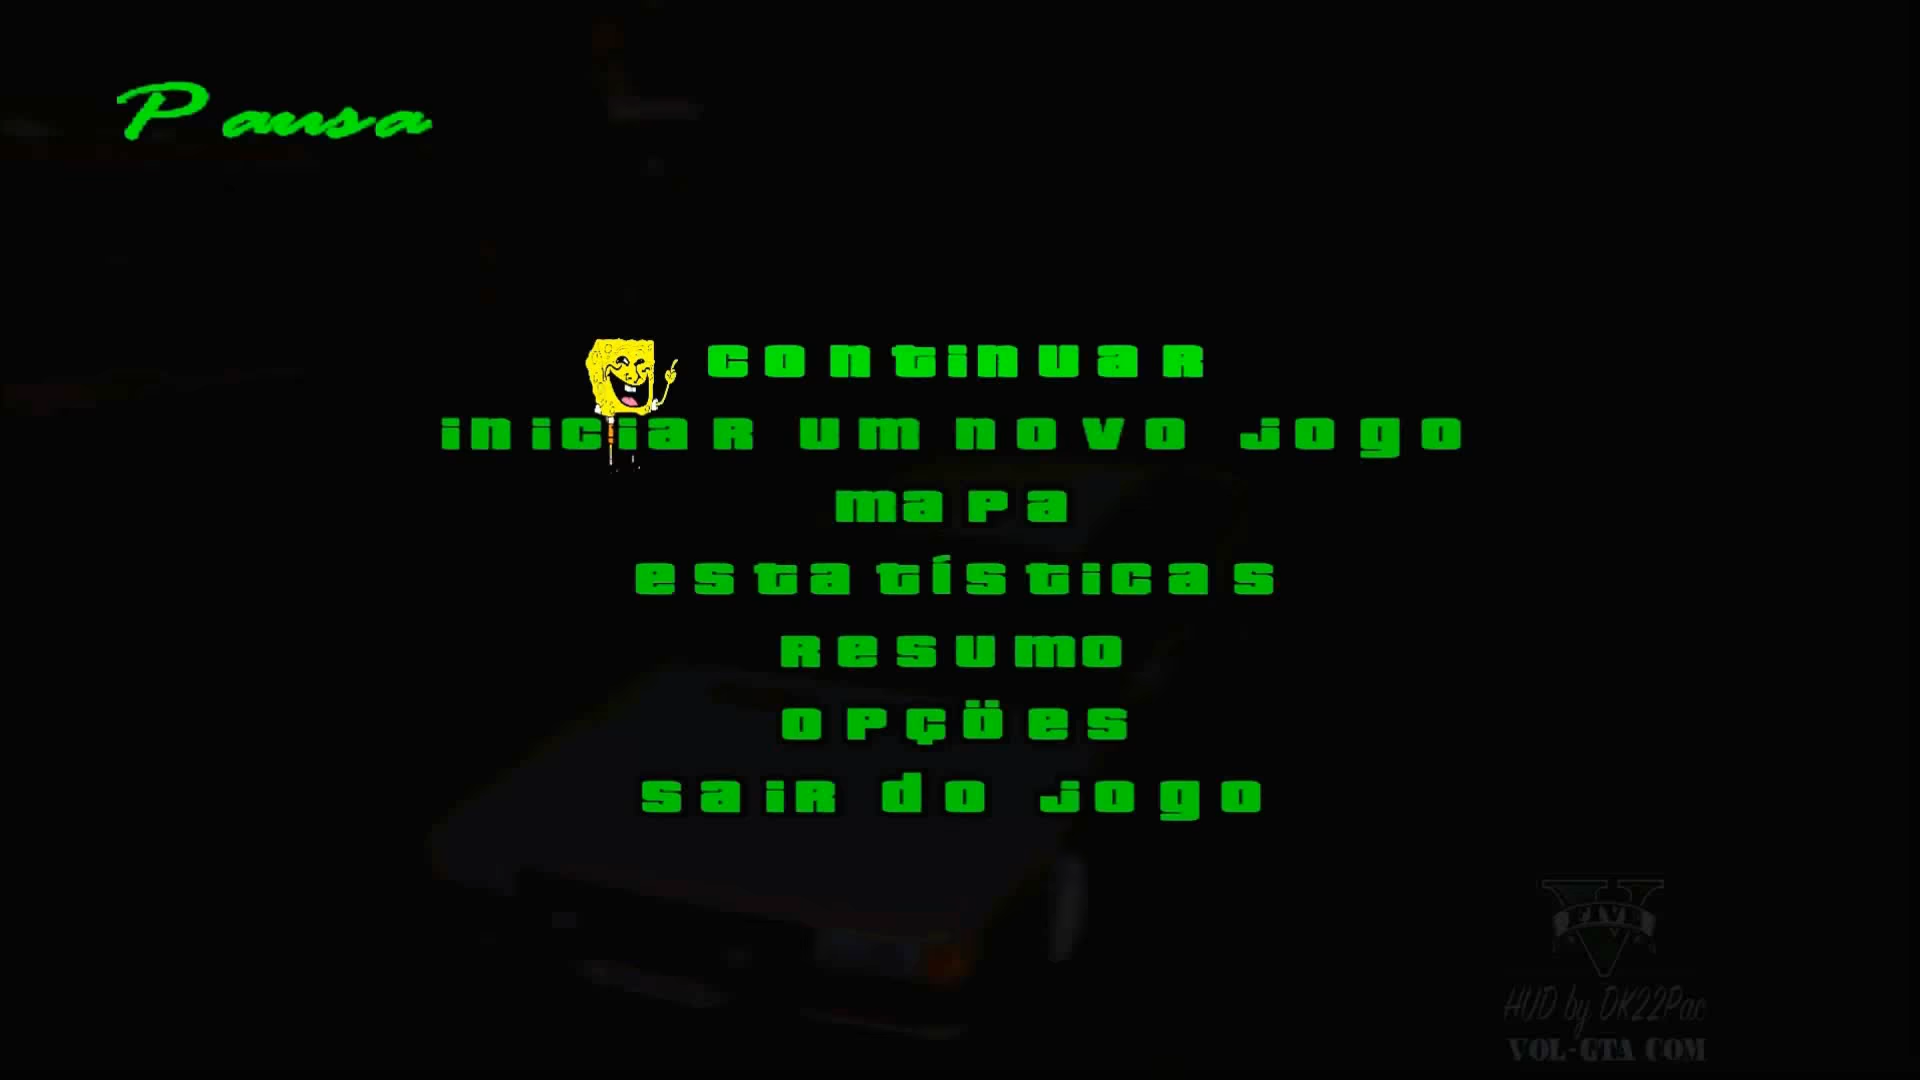 Pausa
continuar
iniciar um novo jogo
mapa
estatísticas
resumo
opções
sair do jogo
V
FIVE
HUD by DK22Pac
VOL-GTA COM